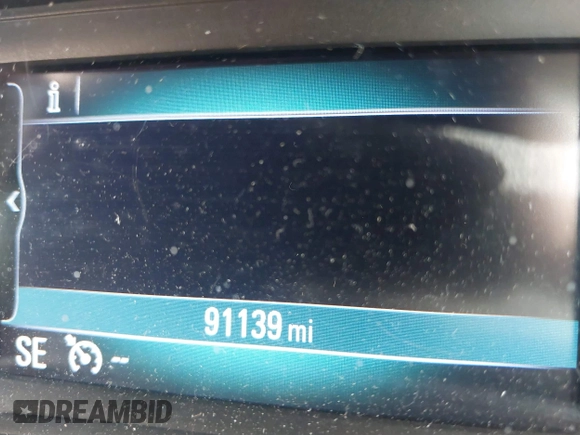 i
91139 mi
SE --
DREAMBID